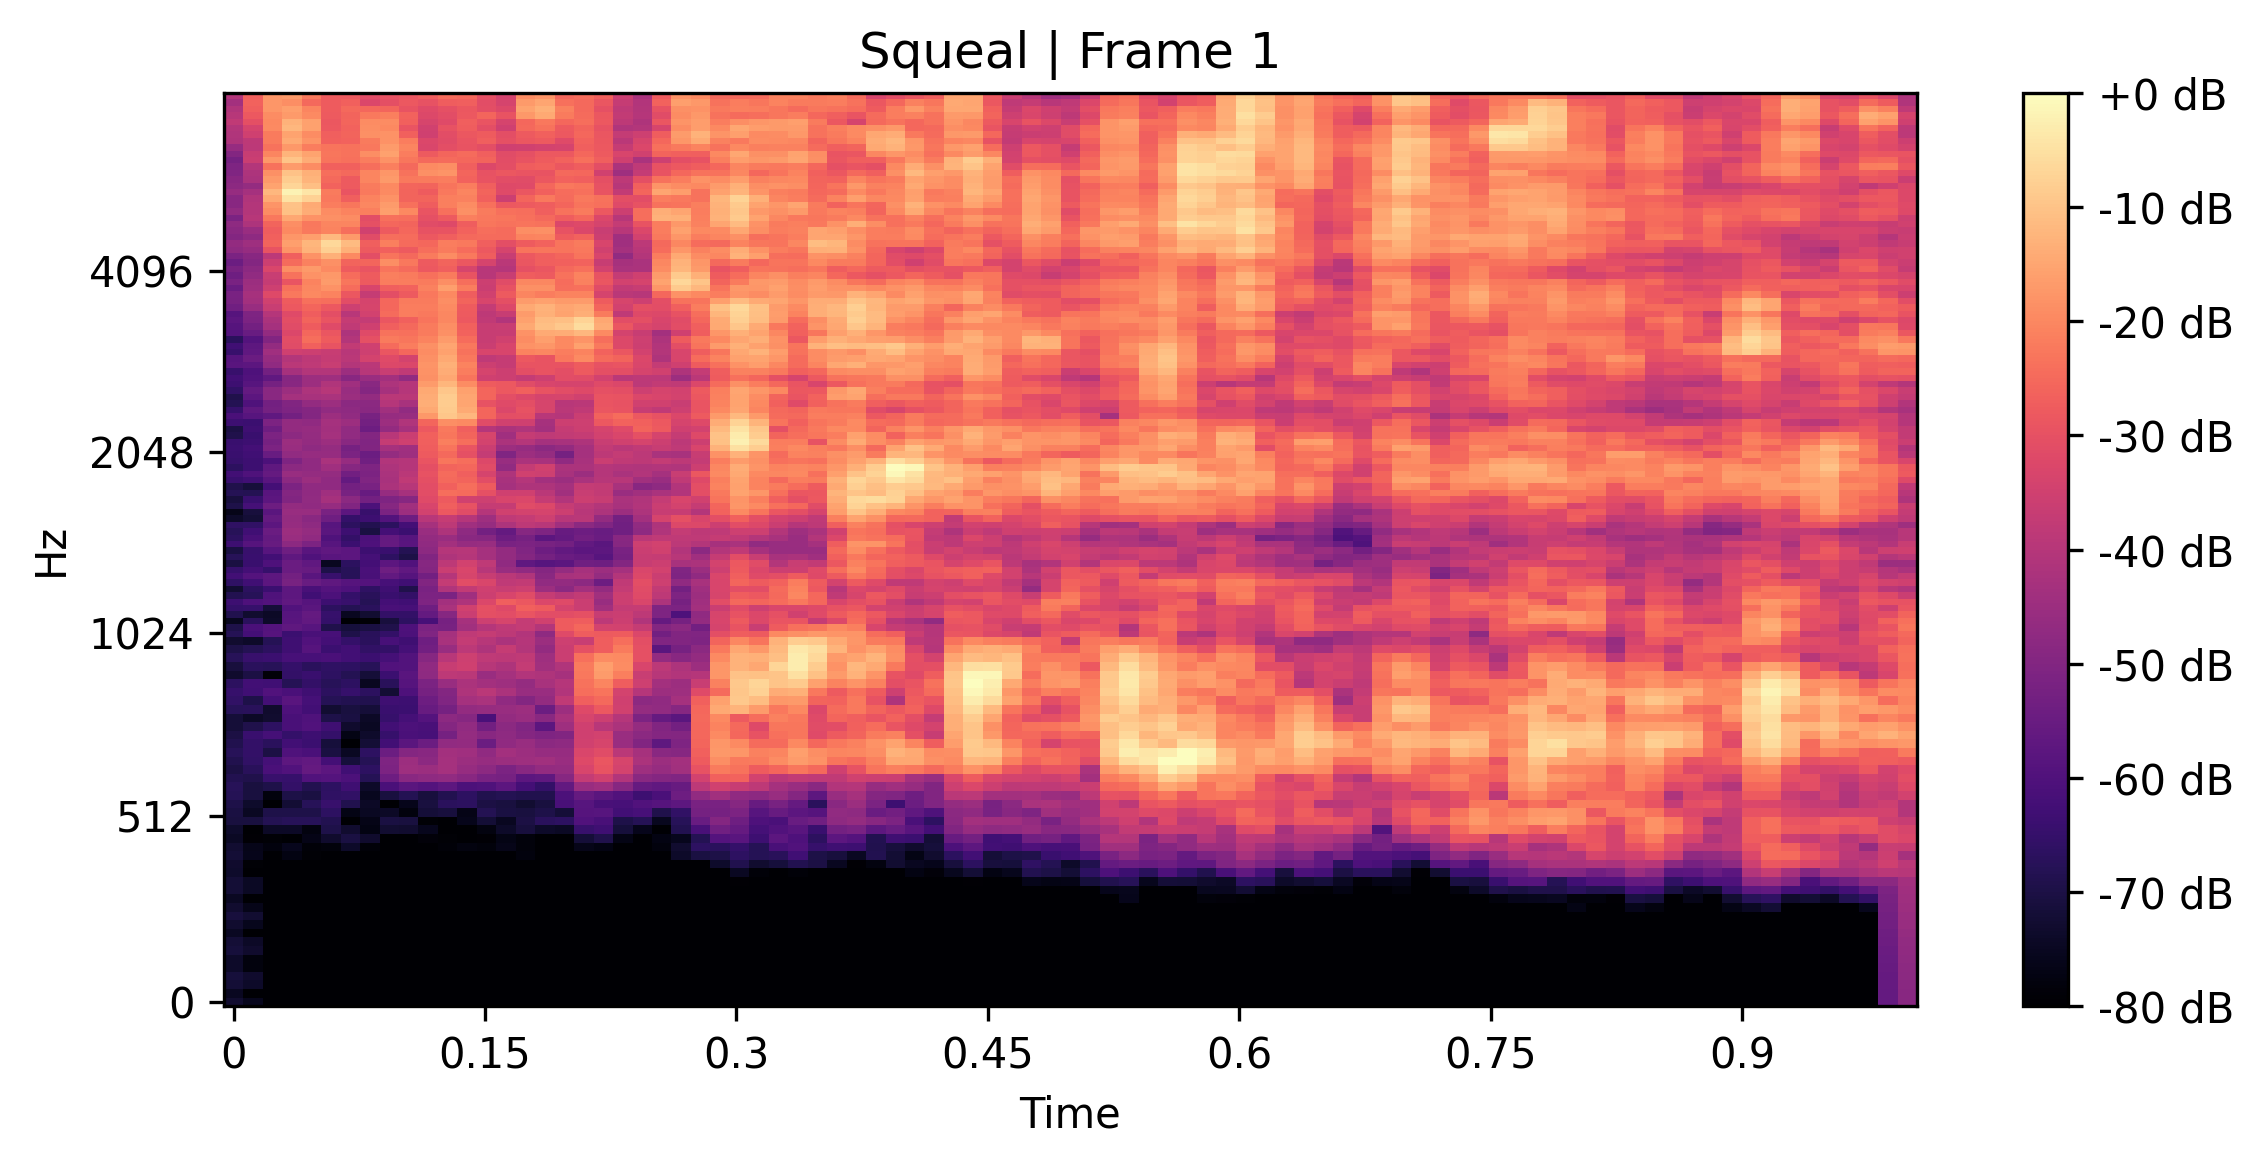 Squeal | Frame 1
Hz
4096
2048
1024
512
0
0 0.15 0.3 0.45 0.6 0.75 0.9
Time
+0 dB
-10 dB
-20 dB
-30 dB
-40 dB
-50 dB
-60 dB
-70 dB
-80 dB